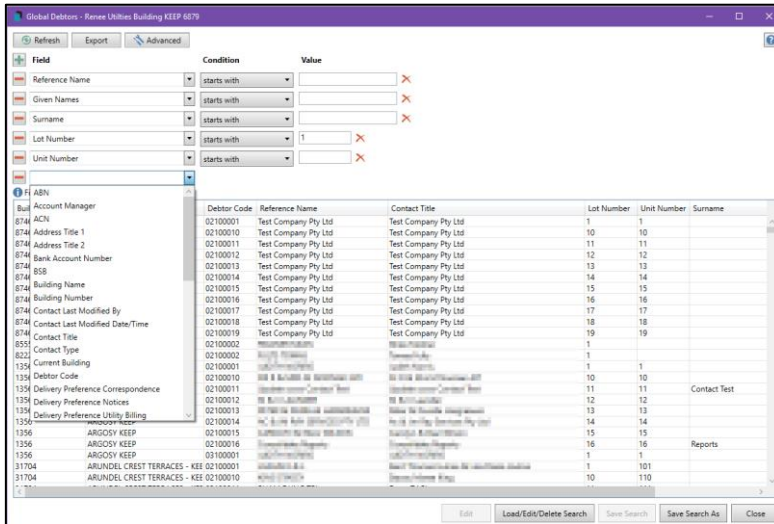 Global Debtors - Renee Utilties Building KEEP 6879
Refresh Export Advanced
Field Condition Value
Reference Name starts with
Given Names starts with
Surname starts with
Lot Number starts with 1
Unit Number starts with
ABN
Account Manager
ACN
Address Title 1
Address Title 2
Bank Account Number
BSB
Building Name
Building Number
Contact Last Modified By
Contact Last Modified Date/Time
Contact Title
Contact Type
Current Building
Debtor Code
Delivery Preference Correspondence
Delivery Preference Notices
Delivery Preference Utility Billing
Debtor Code Reference Name Contact Title Lot Number Unit Number Surname
02100001 Test Company Pty Ltd Test Company Pty Ltd 1 1
02100010 Test Company Pty Ltd Test Company Pty Ltd 10 10
02100011 Test Company Pty Ltd Test Company Pty Ltd 11 11
02100012 Test Company Pty Ltd Test Company Pty Ltd 12 12
02100013 Test Company Pty Ltd Test Company Pty Ltd 13 13
02100014 Test Company Pty Ltd Test Company Pty Ltd 14 14
02100015 Test Company Pty Ltd Test Company Pty Ltd 15 15
02100016 Test Company Pty Ltd Test Company Pty Ltd 16 16
02100017 Test Company Pty Ltd Test Company Pty Ltd 17 17
02100018 Test Company Pty Ltd Test Company Pty Ltd 18 18
02100019 Test Company Pty Ltd Test Company Pty Ltd 19 19
02100002 1
02100002 1
02100001 1 1
02100010 10 10
02100011 11 11 Contact Test
02100012 12 12
02100013 13 13
1356 ARGOSY KEEP 02100014 14 14
1356 ARGOSY KEEP 02100015 15 15
1356 ARGOSY KEEP 02100016 16 16 Reports
1356 ARGOSY KEEP 03100001 1 1
31704 ARUNDEL CREST TERRACES - KEE 02100001 1 101
31704 ARUNDEL CREST TERRACES - KEE 02100010 10 110
Edit Load/Edit/Delete Search Save Search Save Search As Close